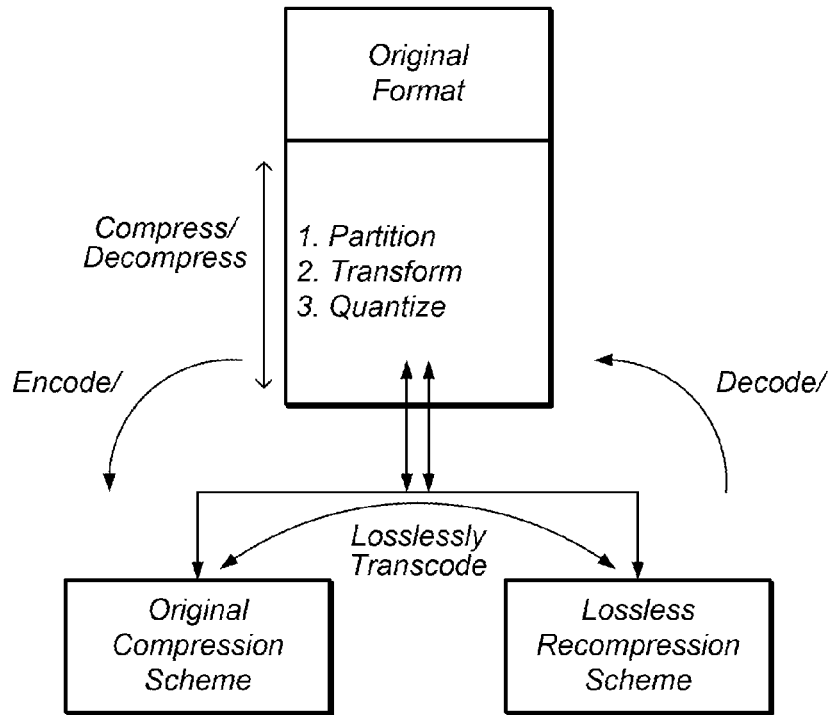 Original
Format
Compress/
Decompress
1. Partition
2. Transform
3. Quantize
Encode/
Decode/
Losslessly
Transcode
Original
Compression
Scheme
Lossless
Recompression
Scheme